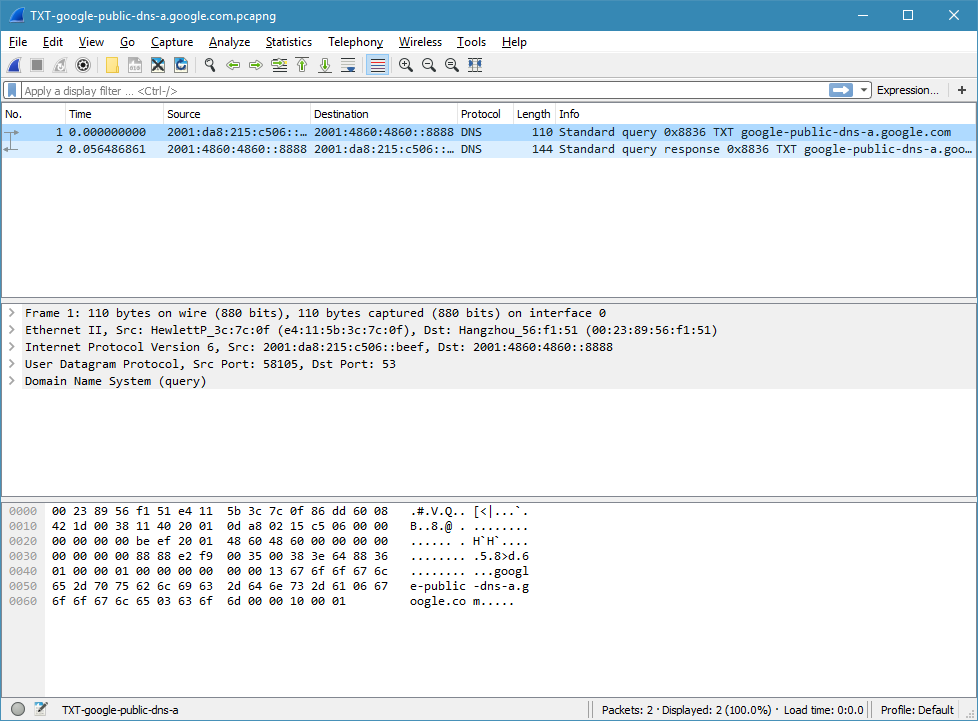 TXT-google-public-dns-a.google.com.pcapng
File Edit View Go Capture Analyze Statistics Telephony Wireless Tools Help
Apply a display filter ... <Ctrl-/> Expression... +
No. Time Source Destination Protocol Length Info
1 0.000000000 2001:da8:215:c506::… 2001:4860:4860::8888 DNS 110 Standard query 0x8836 TXT google-public-dns-a.google.com
2 0.056486861 2001:4860:4860::8888 2001:da8:215:c506::… DNS 144 Standard query response 0x8836 TXT google-public-dns-a.goo…
Frame 1: 110 bytes on wire (880 bits), 110 bytes captured (880 bits) on interface 0
Ethernet II, Src: HewlettP_3c:7c:0f (e4:11:5b:3c:7c:0f), Dst: Hangzhou_56:f1:51 (00:23:89:56:f1:51)
Internet Protocol Version 6, Src: 2001:da8:215:c506::beef, Dst: 2001:4860:4860::8888
User Datagram Protocol, Src Port: 58105, Dst Port: 53
Domain Name System (query)
0000 00 23 89 56 f1 51 e4 11 5b 3c 7c 0f 86 dd 60 08 .#.V.Q.. [<|...`.
0010 42 1d 00 38 11 40 20 01 0d a8 02 15 c5 06 00 00 B..8.@ . ........
0020 00 00 00 00 be ef 20 01 48 60 48 60 00 00 00 00 ...... . H`H`....
0030 00 00 00 00 88 88 e2 f9 00 35 00 38 3e 64 88 36 ........ .5.8>d.6
0040 01 00 00 01 00 00 00 00 00 00 13 67 6f 6f 67 6c ........ ...googl
0050 65 2d 70 75 62 6c 69 63 2d 64 6e 73 2d 61 06 67 e-public -dns-a.g
0060 6f 6f 67 6c 65 03 63 6f 6d 00 00 10 00 01 oogle.co m.....
TXT-google-public-dns-a Packets: 2 · Displayed: 2 (100.0%) · Load time: 0:0.0 Profile: Default